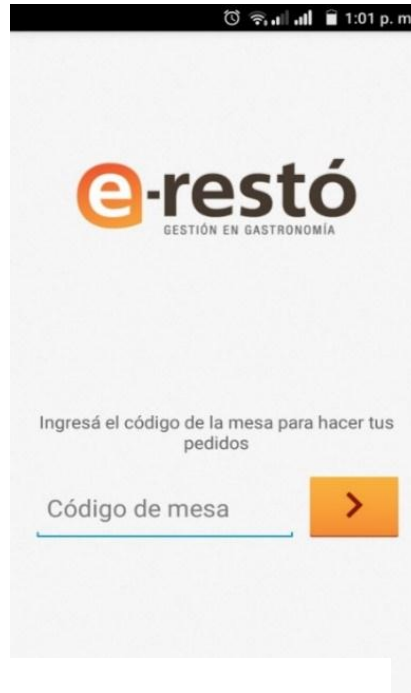 1:01 p. m
e-restó
GESTIÓN EN GASTRONOMÍA
Ingresá el código de la mesa para hacer tus
pedidos
Código de mesa